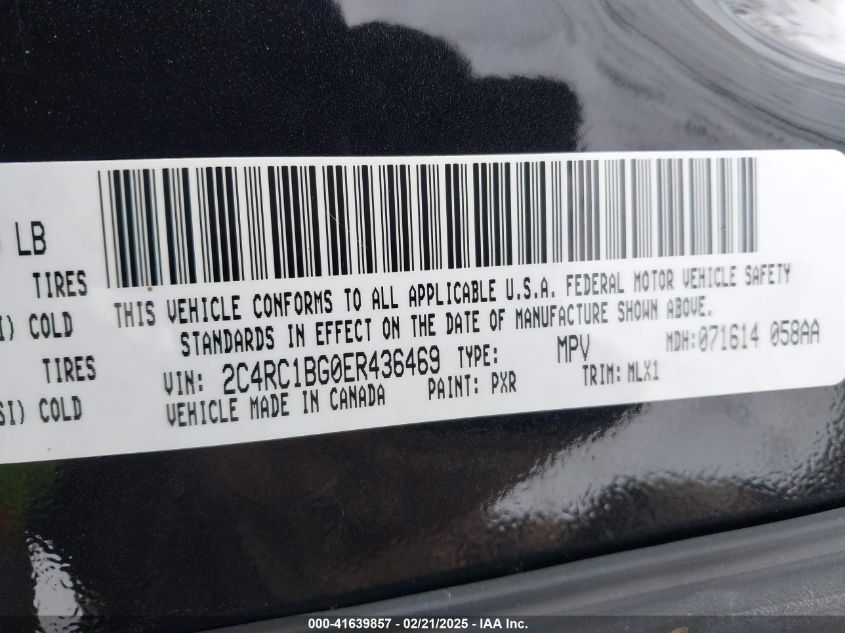 LB
TIRES
COLD
TIRES
COLD
THIS VEHICLE CONFORMS TO ALL APPLICABLE U.S.A. FEDERAL MOTOR VEHICLE SAFETY
STANDARDS IN EFFECT ON THE DATE OF MANUFACTURE SHOWN ABOVE.
VIN: 2C4RC1BG0ER436469 TYPE: MPV MDH:071614 058AA
VEHICLE MADE IN CANADA PAINT: PXR TRIM: MLX1
000-41639857 - 02/21/2025 - IAA Inc.